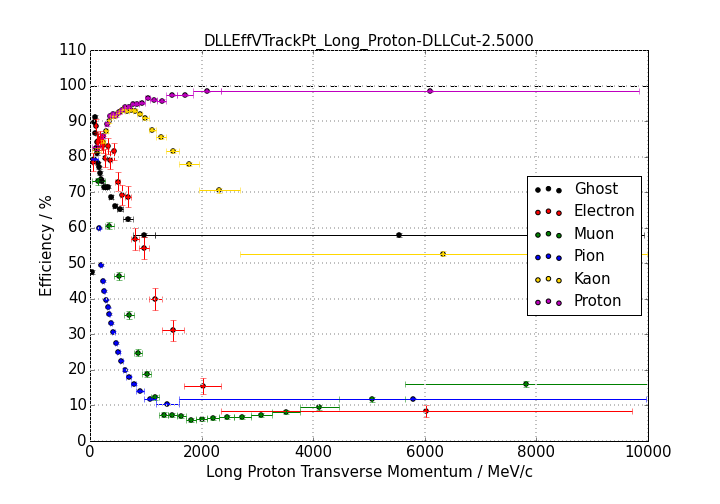 DLLEffVTrackPt_Long_Proton-DLLCut-2.5000
110
100
90
80
70
60
50
40
30
20
10
0
Efficiency / %
Ghost
Electron
Muon
Pion
Kaon
Proton
0 2000 4000 6000 8000 10000
Long Proton Transverse Momentum / MeV/c